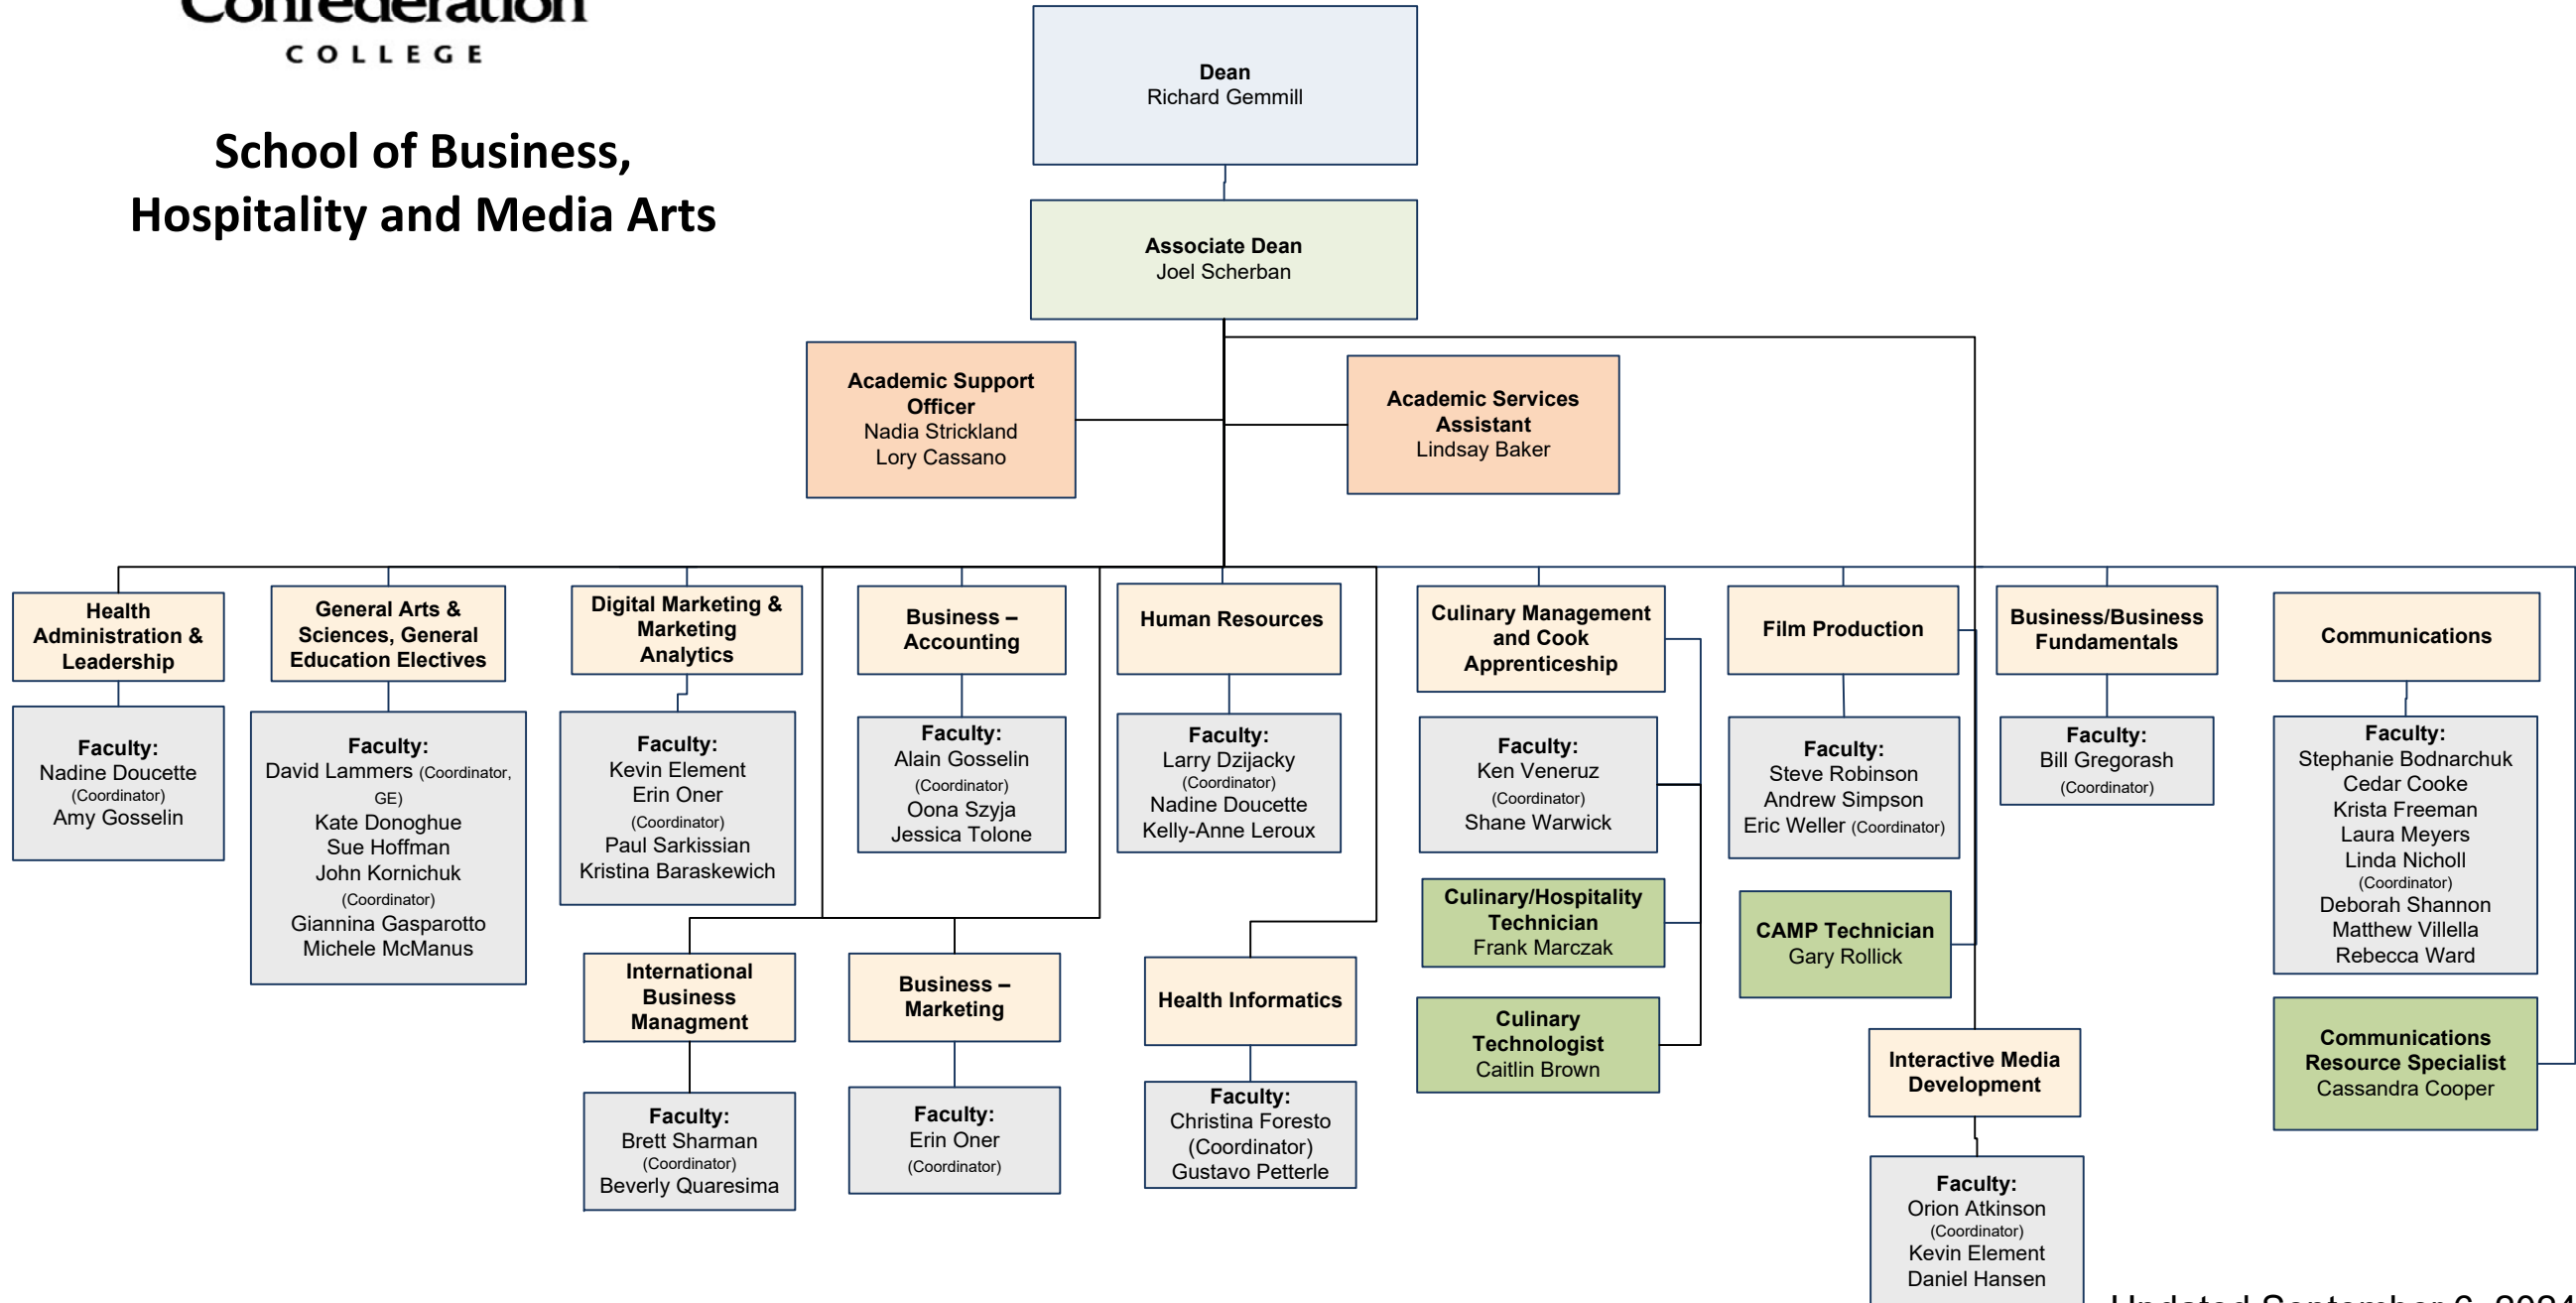 Confederation
COLLEGE
School of Business,
Hospitality and Media Arts
Dean
Richard Gemmill
Associate Dean
Joel Scherban
Academic Support
Officer
Nadia Strickland
Lory Cassano
Academic Services
Assistant
Lindsay Baker
Health
Administration &
Leadership
Faculty:
Nadine Doucette
(Coordinator)
Amy Gosselin
General Arts &
Sciences, General
Education Electives
Faculty:
David Lammers (Coordinator,
GE)
Kate Donoghue
Sue Hoffman
John Kornichuk
(Coordinator)
Giannina Gasparotto
Michele McManus
Digital Marketing &
Marketing
Analytics
Faculty:
Kevin Element
Erin Oner
(Coordinator)
Paul Sarkissian
Kristina Baraskewich
Business –
Accounting
Faculty:
Alain Gosselin
(Coordinator)
Oona Szyja
Jessica Tolone
Human Resources
Faculty:
Larry Dzijacky
(Coordinator)
Nadine Doucette
Kelly-Anne Leroux
Culinary Management
and Cook
Apprenticeship
Faculty:
Ken Veneruz
(Coordinator)
Shane Warwick
Culinary/Hospitality
Technician
Frank Marczak
Culinary
Technologist
Caitlin Brown
Film Production
Faculty:
Steve Robinson
Andrew Simpson
Eric Weller (Coordinator)
CAMP Technician
Gary Rollick
Business/Business
Fundamentals
Faculty:
Bill Gregorash
(Coordinator)
Communications
Faculty:
Stephanie Bodnarchuk
Cedar Cooke
Krista Freeman
Laura Meyers
Linda Nicholl
(Coordinator)
Deborah Shannon
Matthew Villella
Rebecca Ward
Communications
Resource Specialist
Cassandra Cooper
International
Business
Managment
Faculty:
Brett Sharman
(Coordinator)
Beverly Quaresima
Business –
Marketing
Faculty:
Erin Oner
(Coordinator)
Health Informatics
Faculty:
Christina Foresto
(Coordinator)
Gustavo Petterle
Interactive Media
Development
Faculty:
Orion Atkinson
(Coordinator)
Kevin Element
Daniel Hansen
Updated September 6, 2024